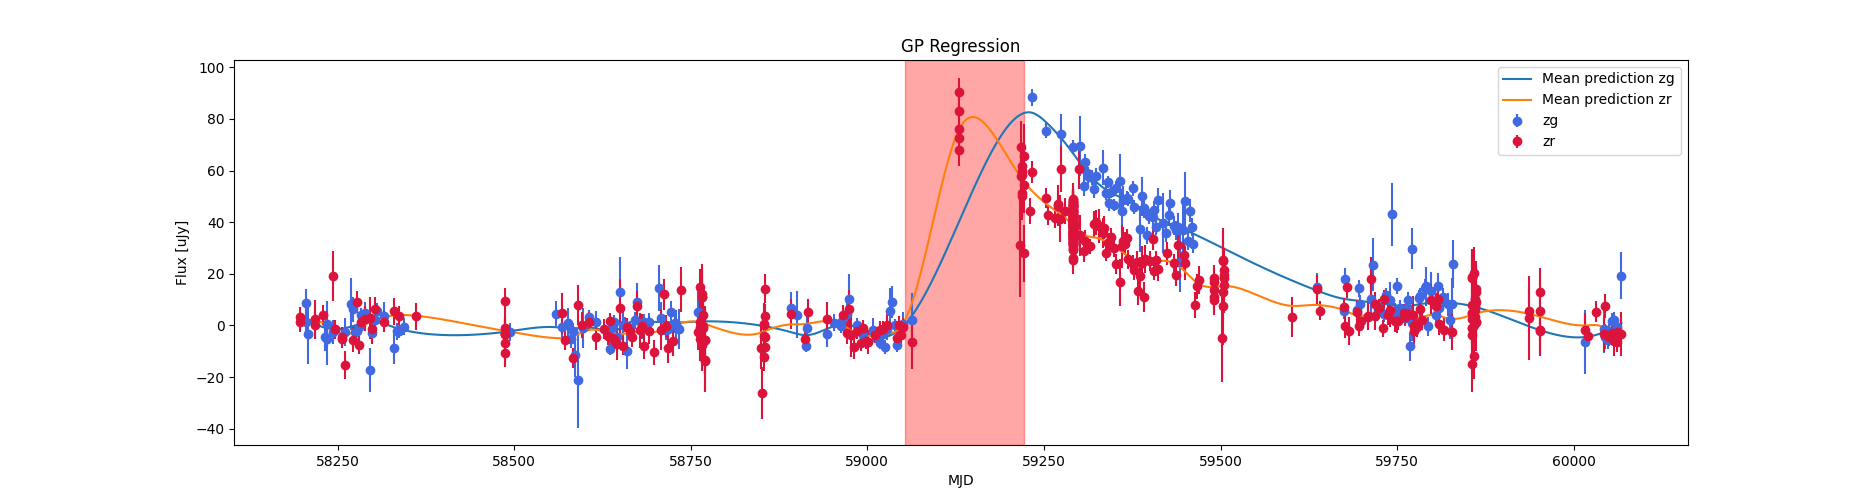 GP Regression
100
80
60
40
20
0
−20
−40
Flux [uJy]
Mean prediction zg
Mean prediction zr
zg
zr
58250
58500
58750
59000
59250
59500
59750
60000
MJD